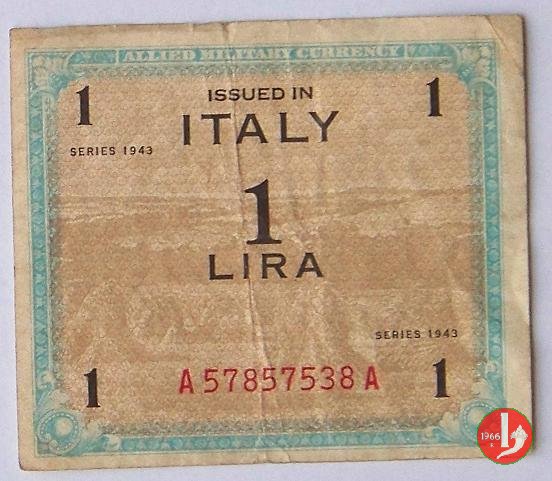 ALLIED MILITARY CURRENCY
1 ISSUED IN 1
ITALY
SERIES 1943
1
LIRA
SERIES 1943
1 A57857538A 1
1966